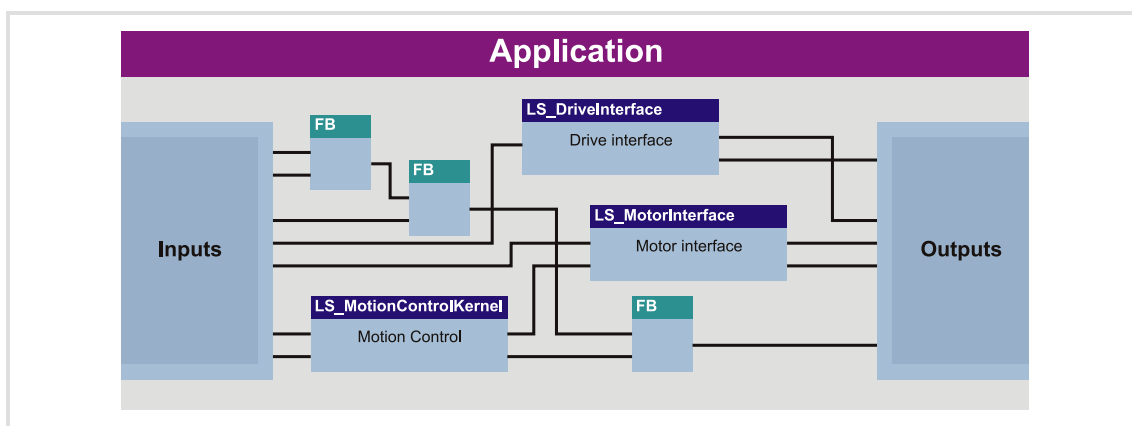 Application
LS_DriveInterface
Drive interface
FB
FB
LS_MotorInterface
Motor interface
Inputs
Outputs
LS_MotionControlKernel
Motion Control
FB